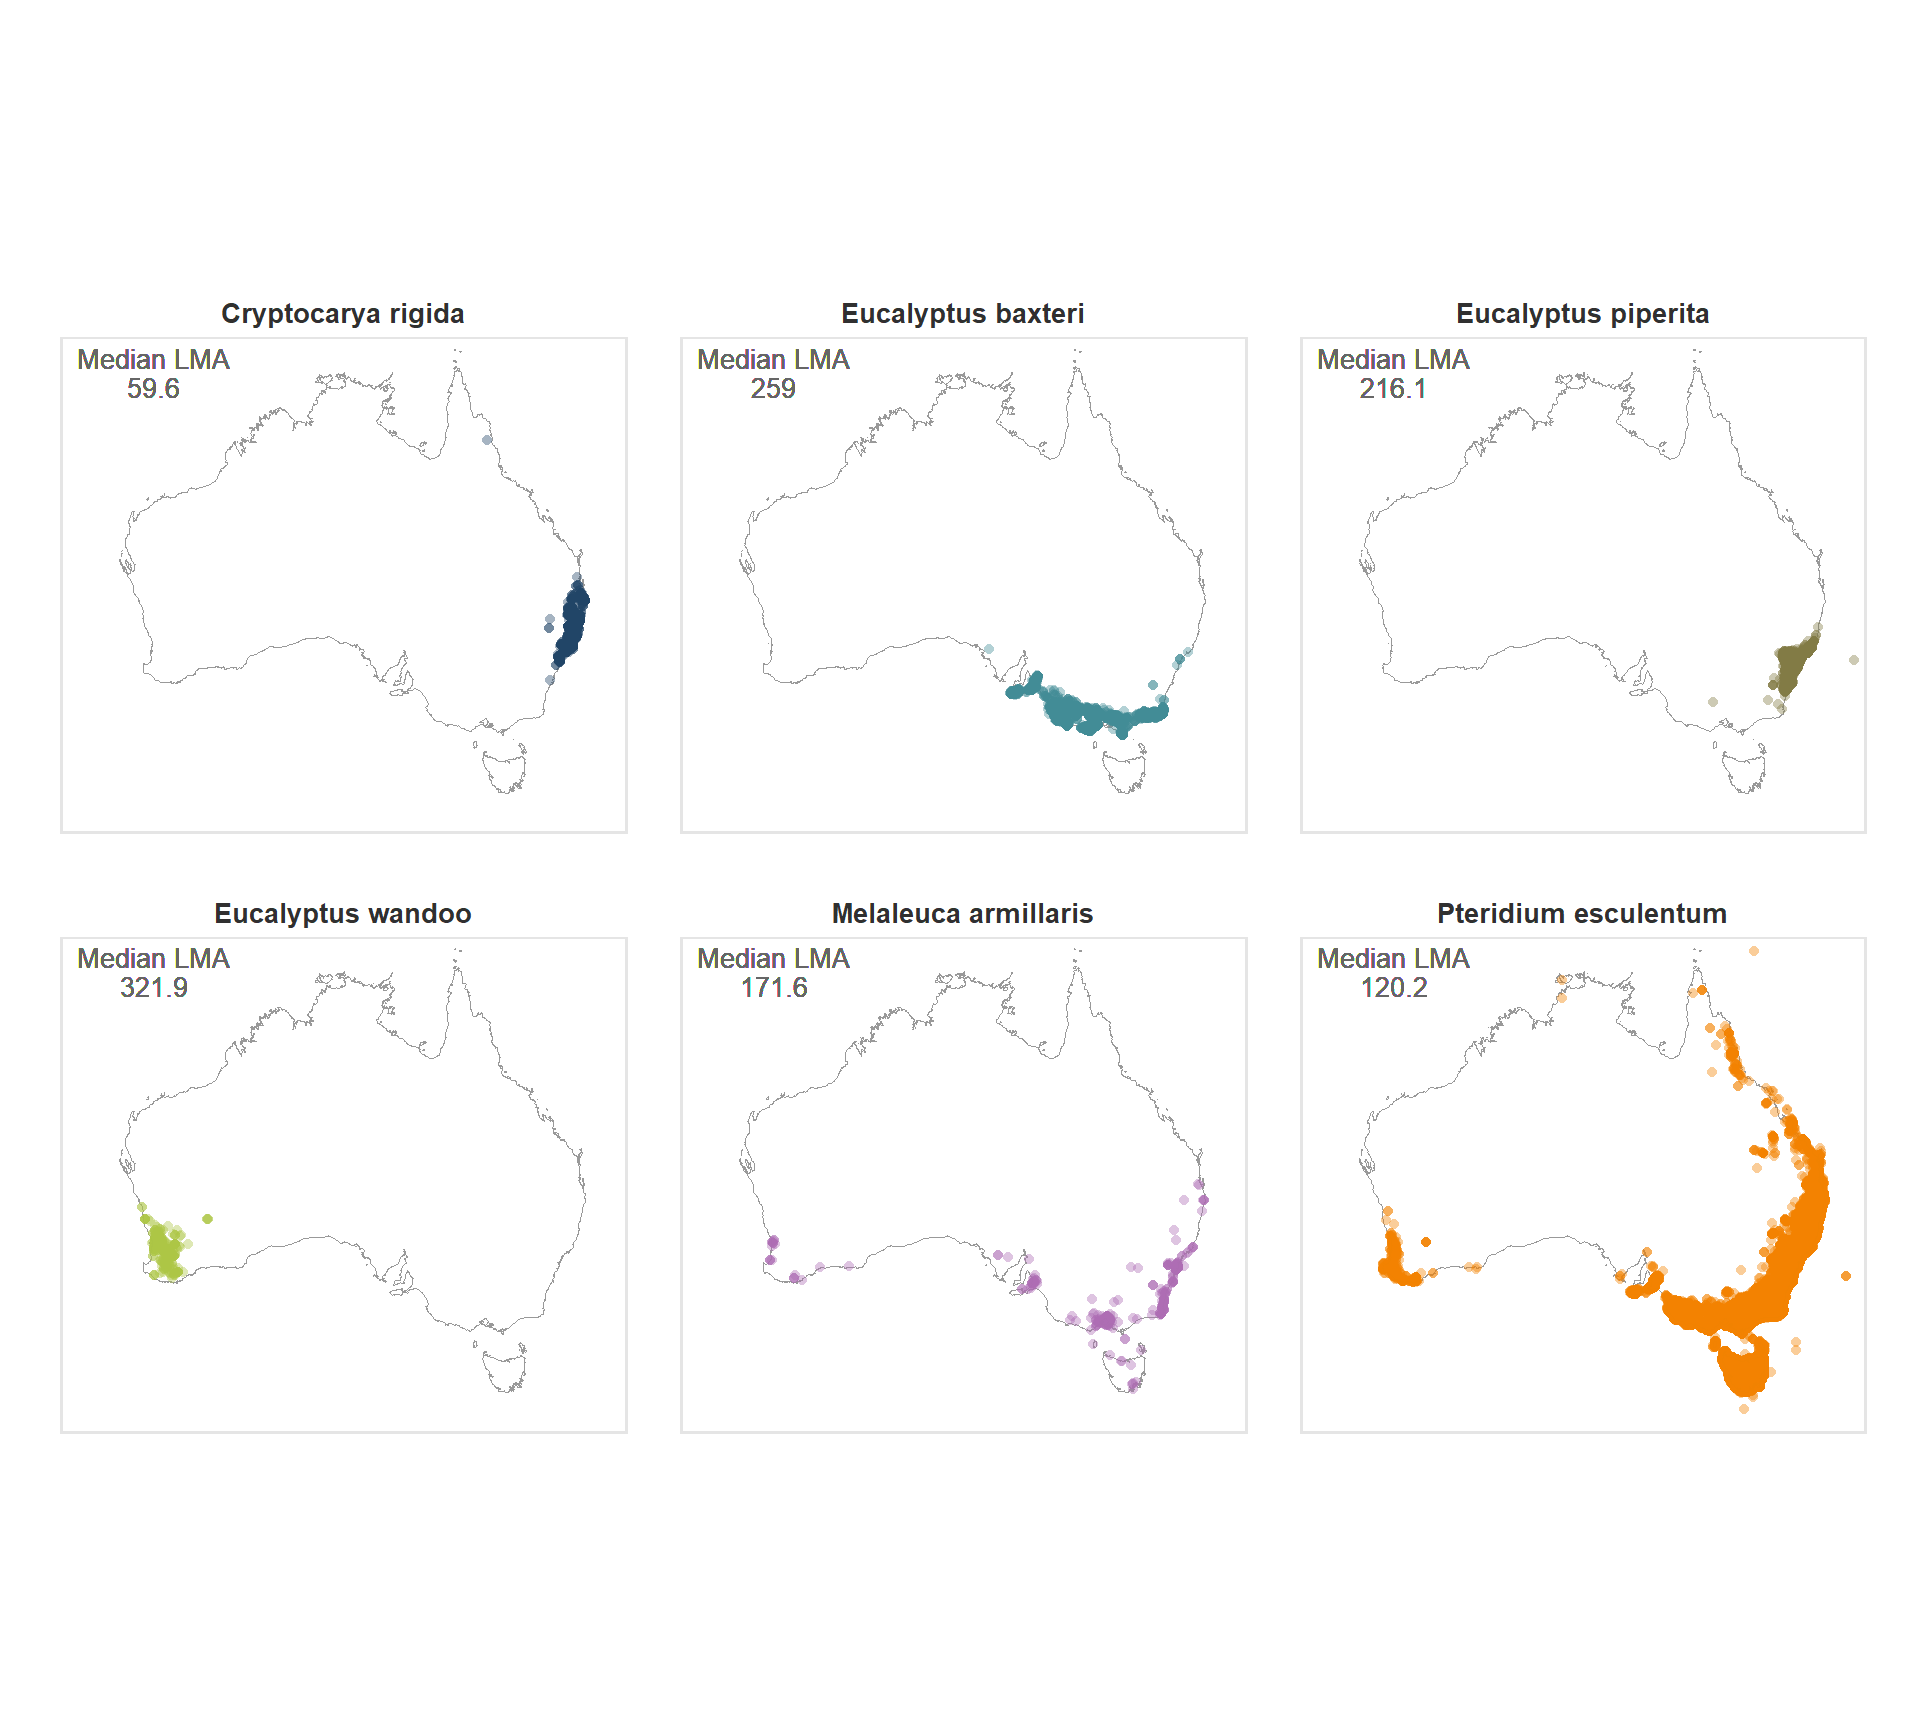 Cryptocarya rigida
Median LMA
59.6
Eucalyptus baxteri
Median LMA
259
Eucalyptus piperita
Median LMA
216.1
Eucalyptus wandoo
Median LMA
321.9
Melaleuca armillaris
Median LMA
171.6
Pteridium esculentum
Median LMA
120.2